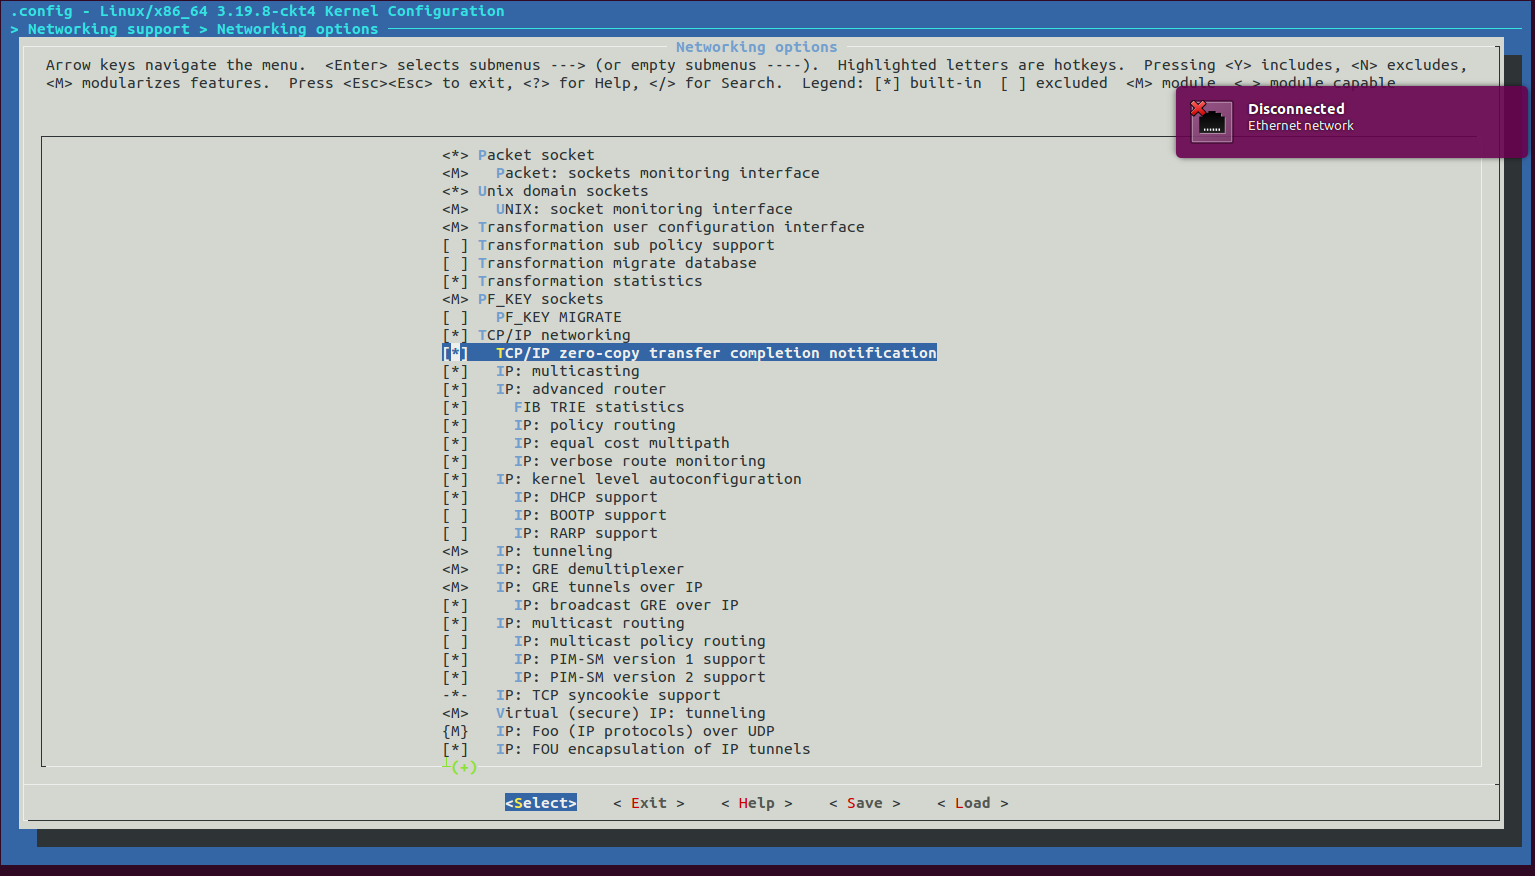 .config - Linux/x86_64 3.19.8-ckt4 Kernel Configuration
> Networking support > Networking options
Networking options
Arrow keys navigate the menu.  <Enter> selects submenus ---> (or empty submenus ----).  Highlighted letters are hotkeys.  Pressing <Y> includes, <N> excludes,
<M> modularizes features.  Press <Esc><Esc> to exit, <?> for Help, </> for Search.  Legend: [*] built-in  [ ] excluded  <M> module  < > module capable
Disconnected
Ethernet network
<*> Packet socket
<M>   Packet: sockets monitoring interface
<*> Unix domain sockets
<M>   UNIX: socket monitoring interface
<M> Transformation user configuration interface
[ ] Transformation sub policy support
[ ] Transformation migrate database
[*] Transformation statistics
<M> PF_KEY sockets
[ ]   PF_KEY MIGRATE
[*] TCP/IP networking
[*]   TCP/IP zero-copy transfer completion notification
[*]   IP: multicasting
[*]   IP: advanced router
[*]     FIB TRIE statistics
[*]     IP: policy routing
[*]     IP: equal cost multipath
[*]     IP: verbose route monitoring
[*]   IP: kernel level autoconfiguration
[*]     IP: DHCP support
[ ]     IP: BOOTP support
[ ]     IP: RARP support
<M>   IP: tunneling
<M>   IP: GRE demultiplexer
<M>   IP: GRE tunnels over IP
[*]     IP: broadcast GRE over IP
[*]   IP: multicast routing
[ ]     IP: multicast policy routing
[*]     IP: PIM-SM version 1 support
[*]     IP: PIM-SM version 2 support
-*-   IP: TCP syncookie support
<M>   Virtual (secure) IP: tunneling
{M}   IP: Foo (IP protocols) over UDP
[*]   IP: FOU encapsulation of IP tunnels
┴(+)
<Select>    < Exit >    < Help >    < Save >    < Load >